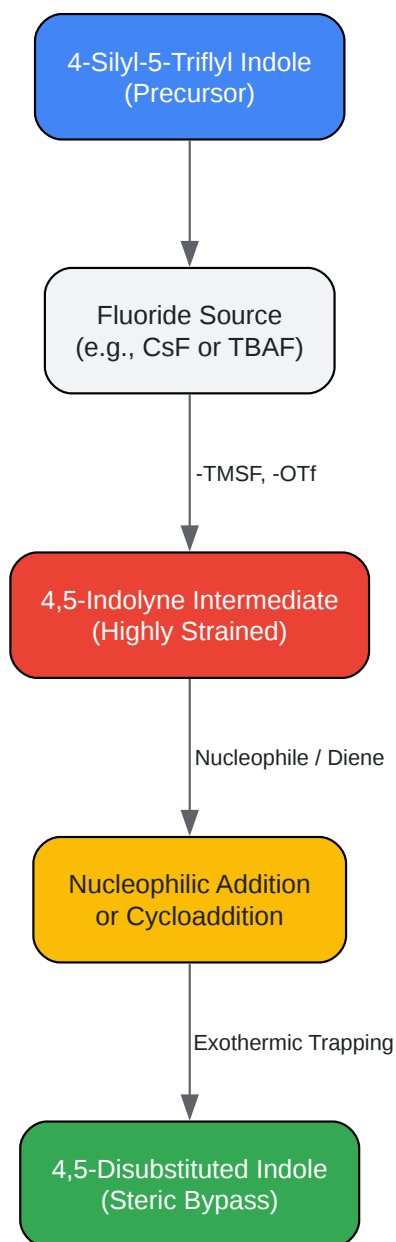 4-Silyl-5-Triflyl Indole
(Precursor)
Fluoride Source
(e.g., CsF or TBAF)
-TMSF, -OTf
4,5-Indolyne Intermediate
(Highly Strained)
Nucleophile / Diene
Nucleophilic Addition
or Cycloaddition
Exothermic Trapping
4,5-Disubstituted Indole
(Steric Bypass)